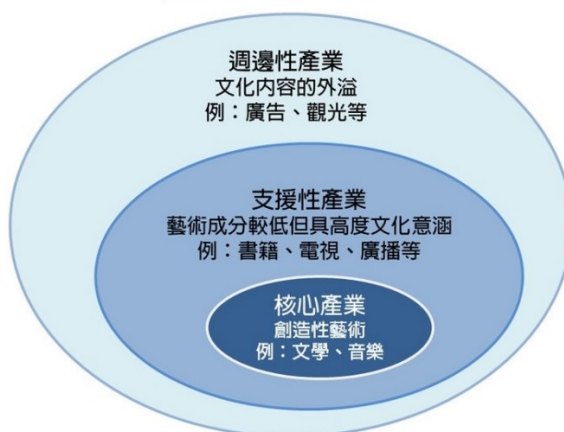 週邊性產業
文化內容的外溢
例：廣告、觀光等
支援性產業
藝術成分較低但具高度文化意涵
例：書籍、電視、廣播等
核心產業
創造性藝術
例：文學、音樂